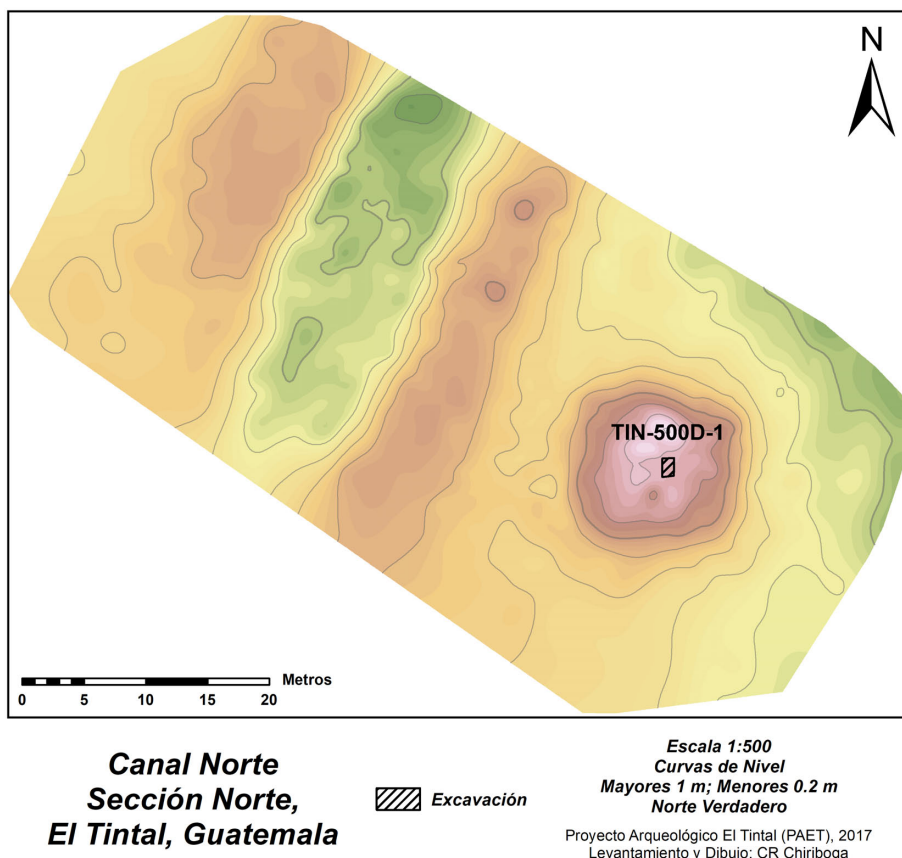 N
TIN-500D-1
Metros
0 5 10 15 20
Canal Norte
Sección Norte,
El Tintal, Guatemala
Excavación
Escala 1:500
Curvas de Nivel
Mayores 1 m; Menores 0.2 m
Norte Verdadero
Proyecto Arqueológico El Tintal (PAET), 2017
Levantamiento y Dibujo: CR Chiriboga